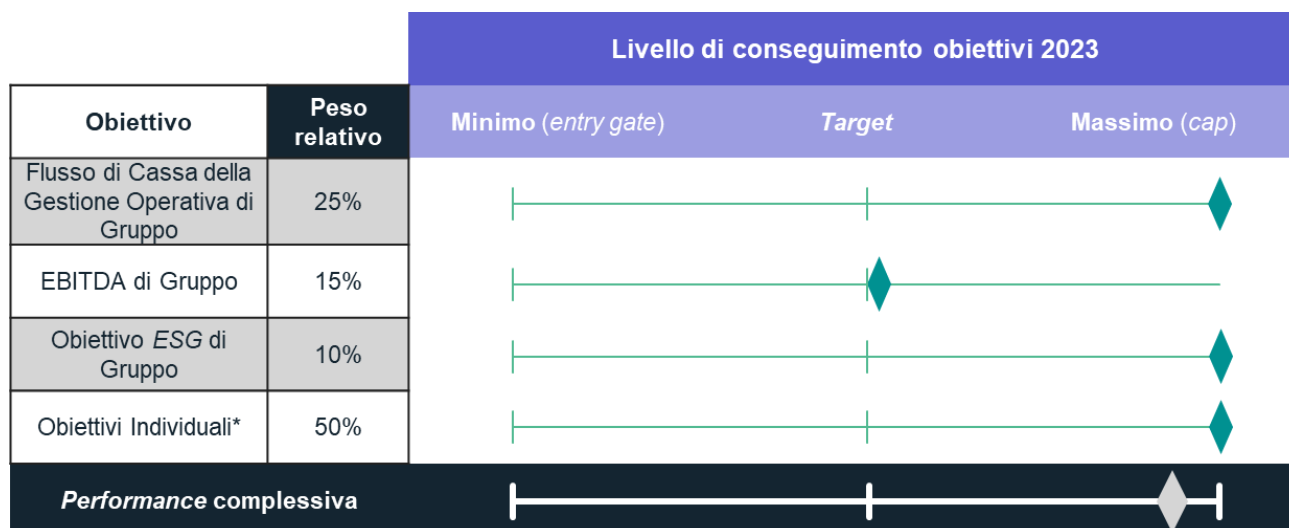 Livello di conseguimento obiettivi 2023
Obiettivo
Peso
relativo
Minimo (entry gate)
Target
Massimo (cap)
Flusso di Cassa della
Gestione Operativa di
Gruppo
25%
EBITDA di Gruppo
15%
Obiettivo ESG di
Gruppo
10%
Obiettivi Individuali*
50%
Performance complessiva